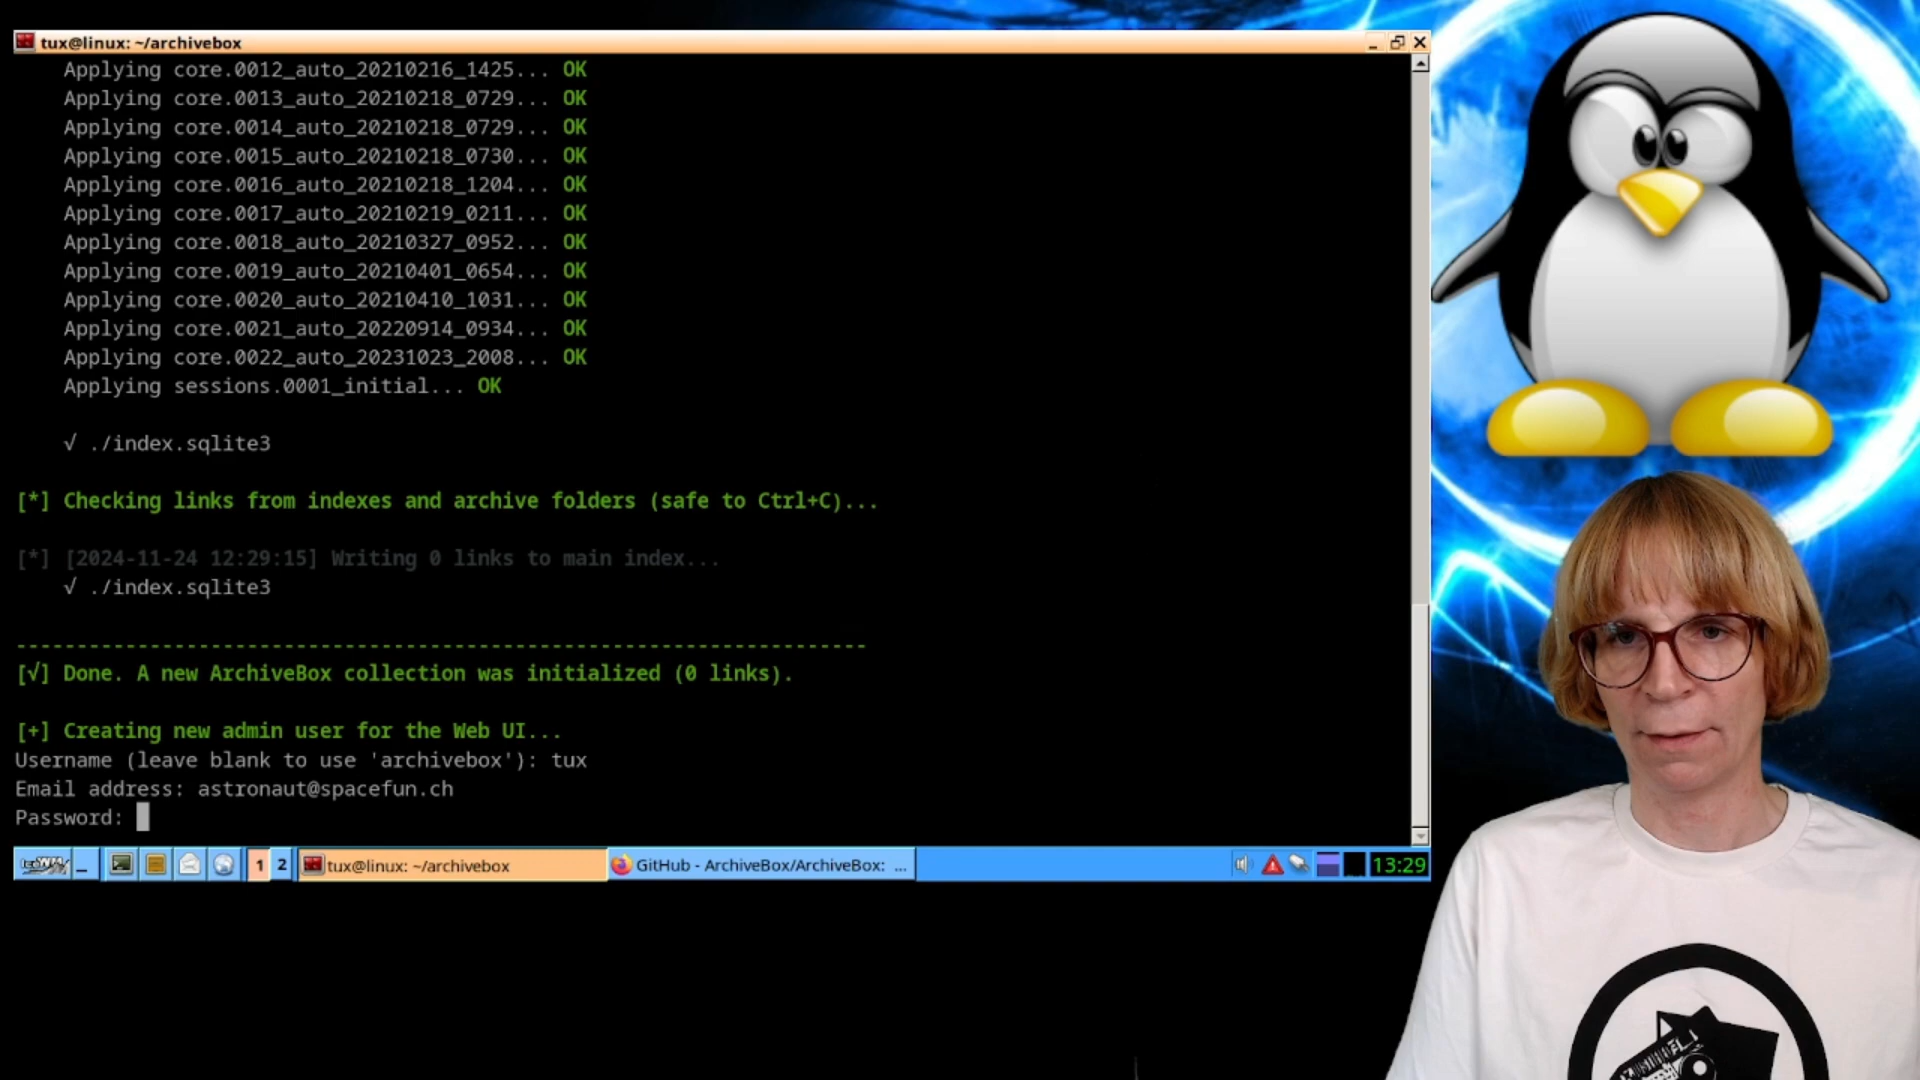 tux@linux: ~/archivebox
Applying core.0012_auto_20210216_1425... OK
Applying core.0013_auto_20210218_0729... OK
Applying core.0014_auto_20210218_0729... OK
Applying core.0015_auto_20210218_0730... OK
Applying core.0016_auto_20210218_1204... OK
Applying core.0017_auto_20210219_0211... OK
Applying core.0018_auto_20210327_0952... OK
Applying core.0019_auto_20210401_0654... OK
Applying core.0020_auto_20210410_1031... OK
Applying core.0021_auto_20220914_0934... OK
Applying core.0022_auto_20231023_2008... OK
Applying sessions.0001_initial... OK
√ ./index.sqlite3
[*] Checking links from indexes and archive folders (safe to Ctrl+C)...
[*] [2024-11-24 12:29:15] Writing 0 links to main index...
√ ./index.sqlite3
----------------------------------------------------------------------
[√] Done. A new ArchiveBox collection was initialized (0 links).
[+] Creating new admin user for the Web UI...
Username (leave blank to use 'archivebox'): tux
Email address: astronaut@spacefun.ch
Password:
1 2 tux@linux: ~/archivebox GitHub - ArchiveBox/ArchiveBox: ... 13:29